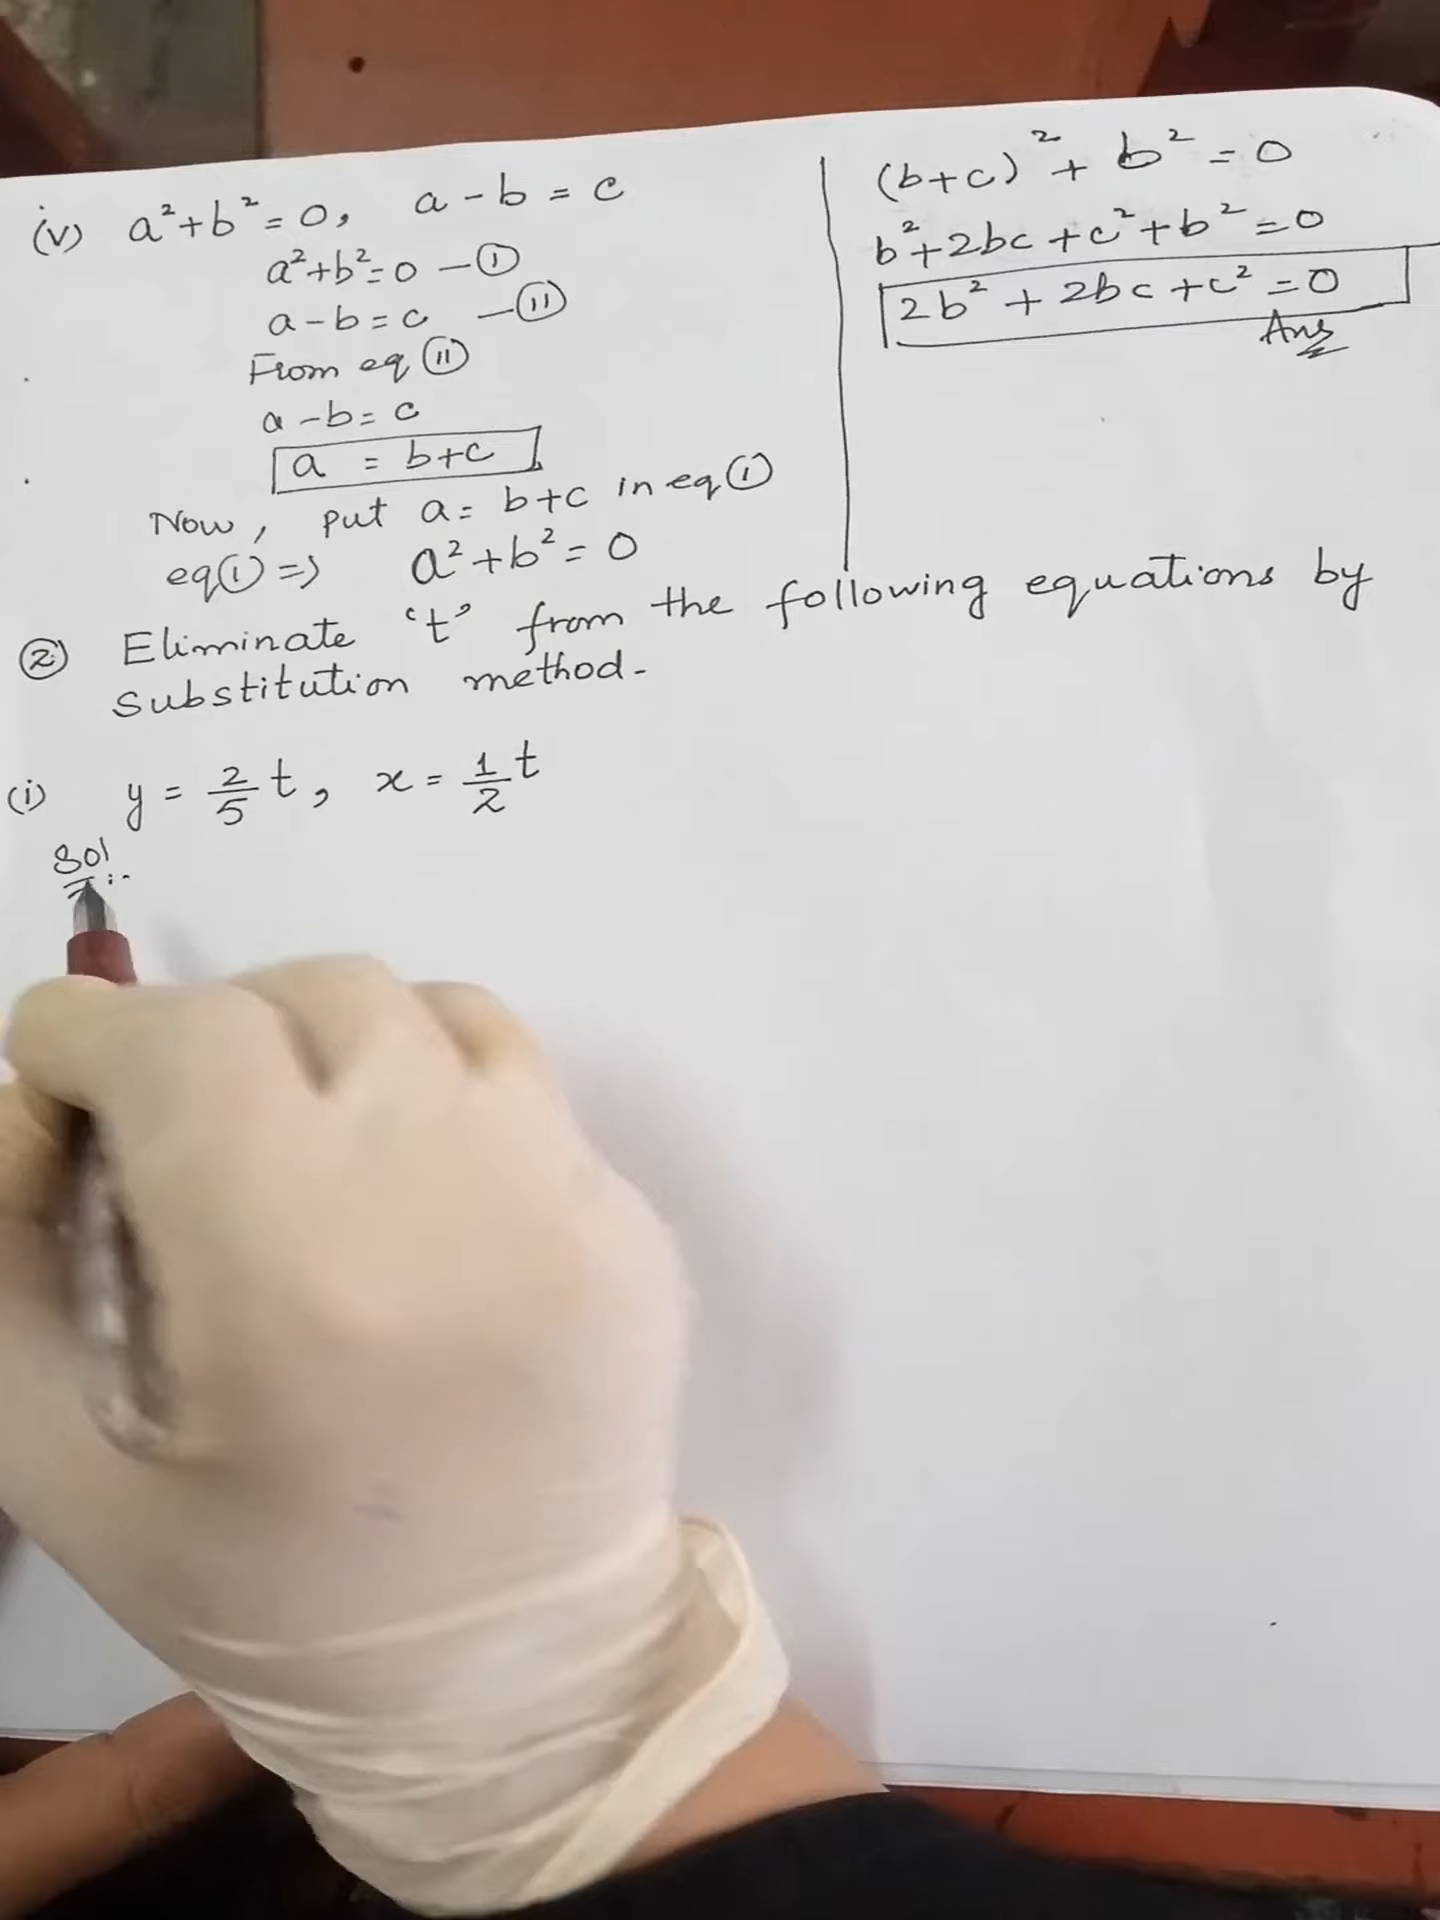 (v) a²+b²=0, a-b=c
a²+b²=0 —(i)
a-b=c —(ii)
From eq (ii)
a-b=c
a = b+c
Now, put a=b+c in eq(i)
eq(i)=> a²+b²=0
(b+c)²+b²=0
b²+2bc+c²+b²=0
2b²+2bc+c²=0
Ans
(2) Eliminate 't' from the following equations by
substitution method-
(i) y = 2/5 t, x = 1/2 t
Sol:-